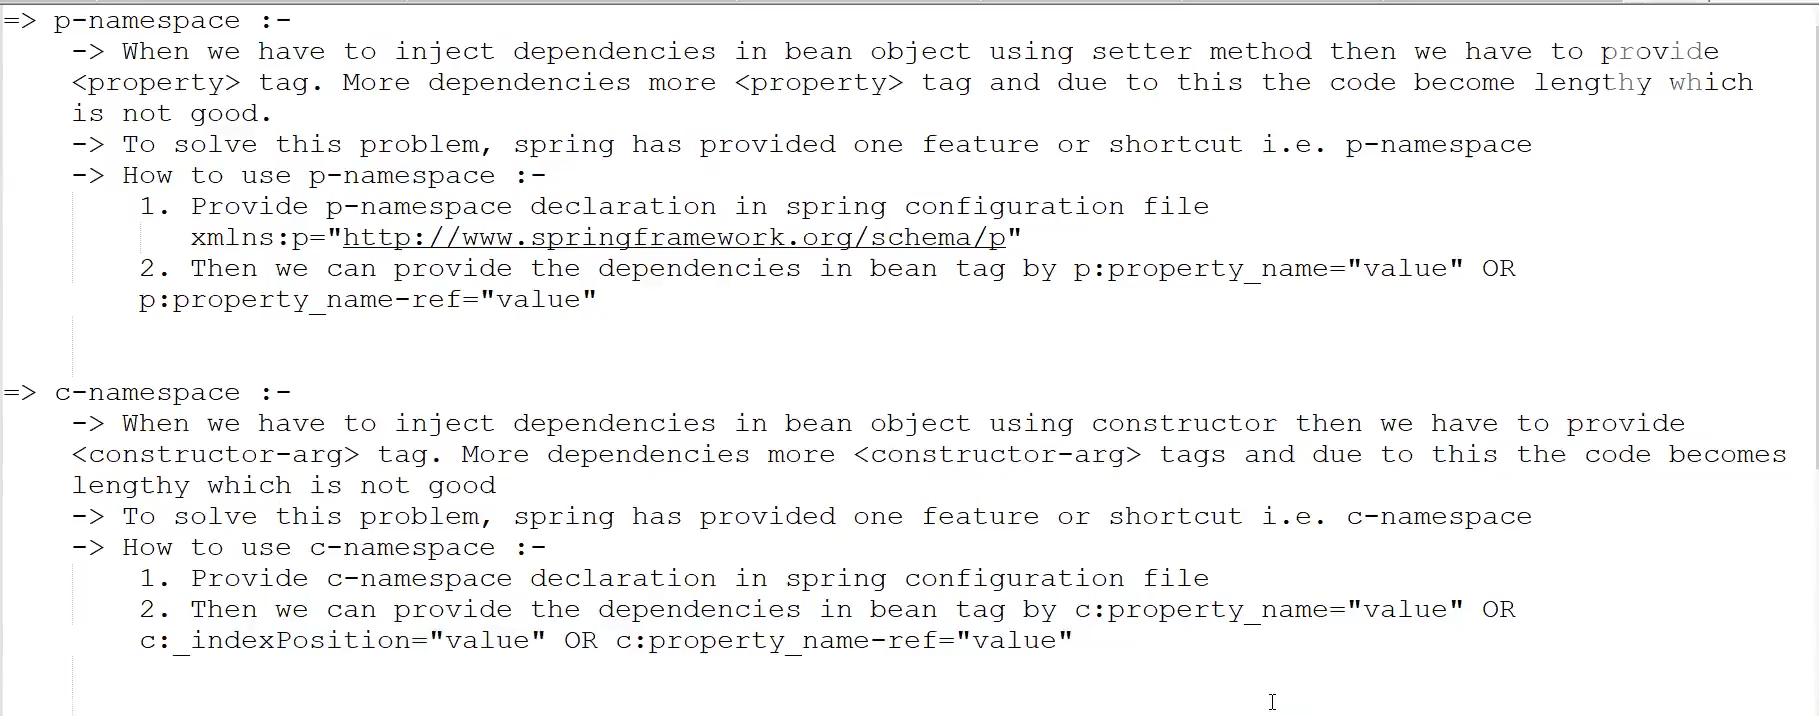 => p-namespace :-
-> When we have to inject dependencies in bean object using setter method then we have to provide
<property> tag. More dependencies more <property> tag and due to this the code become lengthy which
is not good.
-> To solve this problem, spring has provided one feature or shortcut i.e. p-namespace
-> How to use p-namespace :-
1. Provide p-namespace declaration in spring configuration file
xmlns:p="http://www.springframework.org/schema/p"
2. Then we can provide the dependencies in bean tag by p:property_name="value" OR
p:property_name-ref="value"
=> c-namespace :-
-> When we have to inject dependencies in bean object using constructor then we have to provide
<constructor-arg> tag. More dependencies more <constructor-arg> tags and due to this the code becomes
lengthy which is not good
-> To solve this problem, spring has provided one feature or shortcut i.e. c-namespace
-> How to use c-namespace :-
1. Provide c-namespace declaration in spring configuration file
2. Then we can provide the dependencies in bean tag by c:property_name="value" OR
c:_indexPosition="value" OR c:property_name-ref="value"